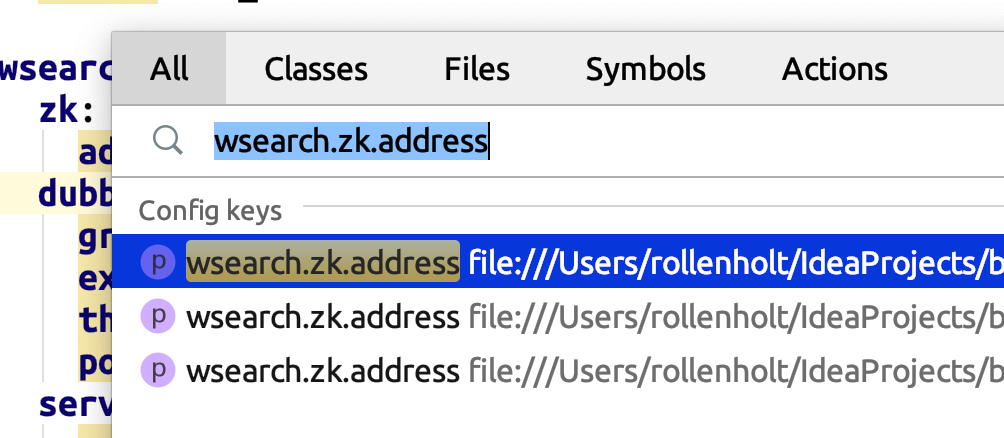 wsearc
All Classes Files Symbols Actions
zk:
wsearch.zk.address
ad
dubb
Config keys
gr
p wsearch.zk.address file:///Users/rollenholt/IdeaProjects/b
ex
th
p wsearch.zk.address file:///Users/rollenholt/IdeaProjects/b
po
p wsearch.zk.address file:///Users/rollenholt/IdeaProjects/b
serv